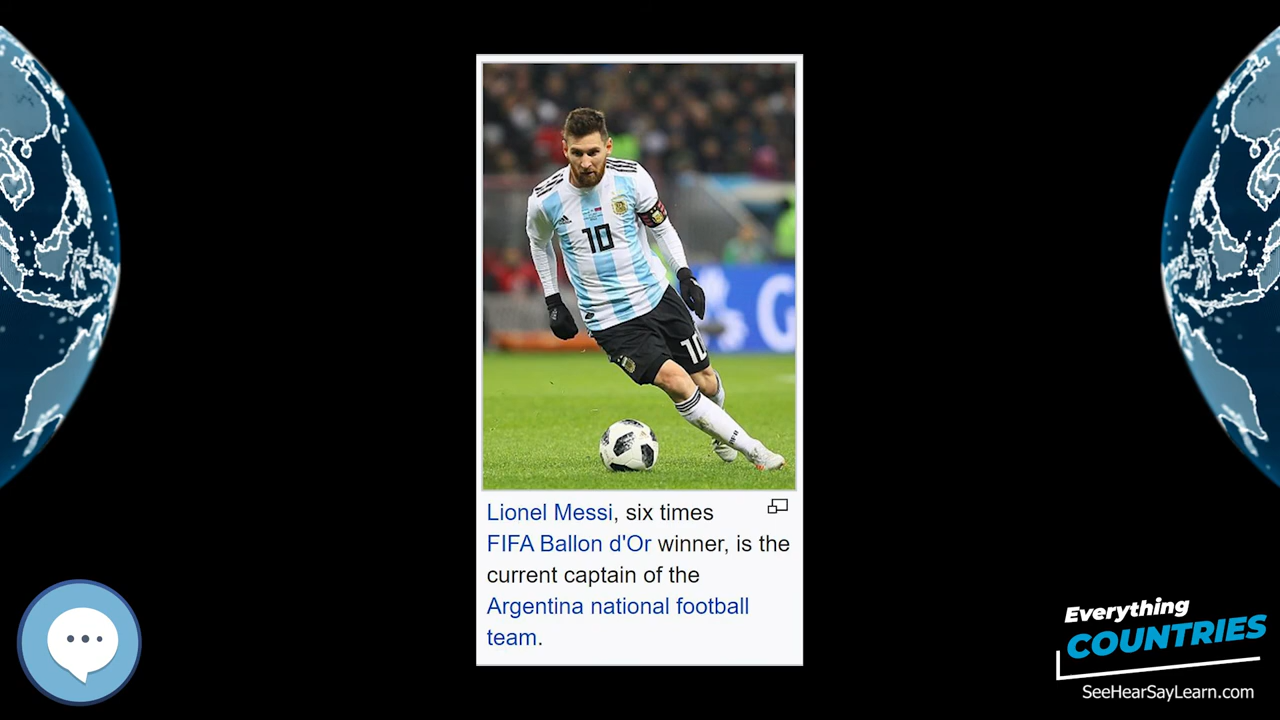 10
10
G
Lionel Messi, six times
FIFA Ballon d'Or winner, is the
current captain of the
Argentina national football
team.
Everything
COUNTRIES
SeeHearSayLearn.com